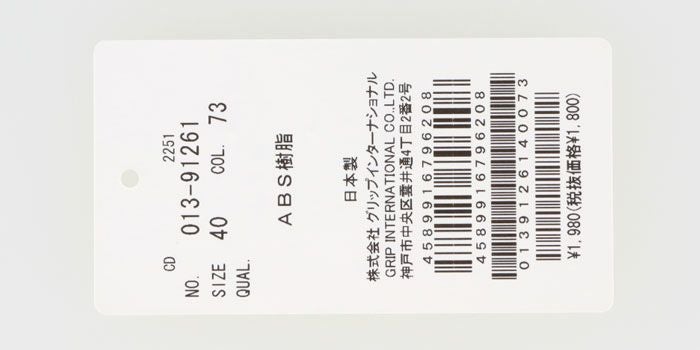 CD 2251
NO. 013-91261
SIZE 40 COL. 73
QUAL.
ABS樹脂
日本製
株式会社 グリップインターナショナル
GRIP INTERNATIONAL CO.,LTD.
神戸市中央区雲井通4丁目2番2号
4589916796208
4589916796208
0139126140073
¥1,980(税抜価格¥1,800)